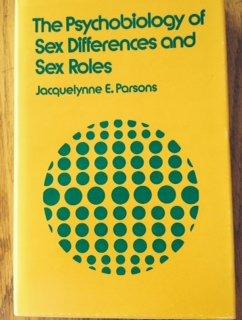 The Psychobiology of
Sex Differences and
Sex Roles
Jacquelynne E. Parsons